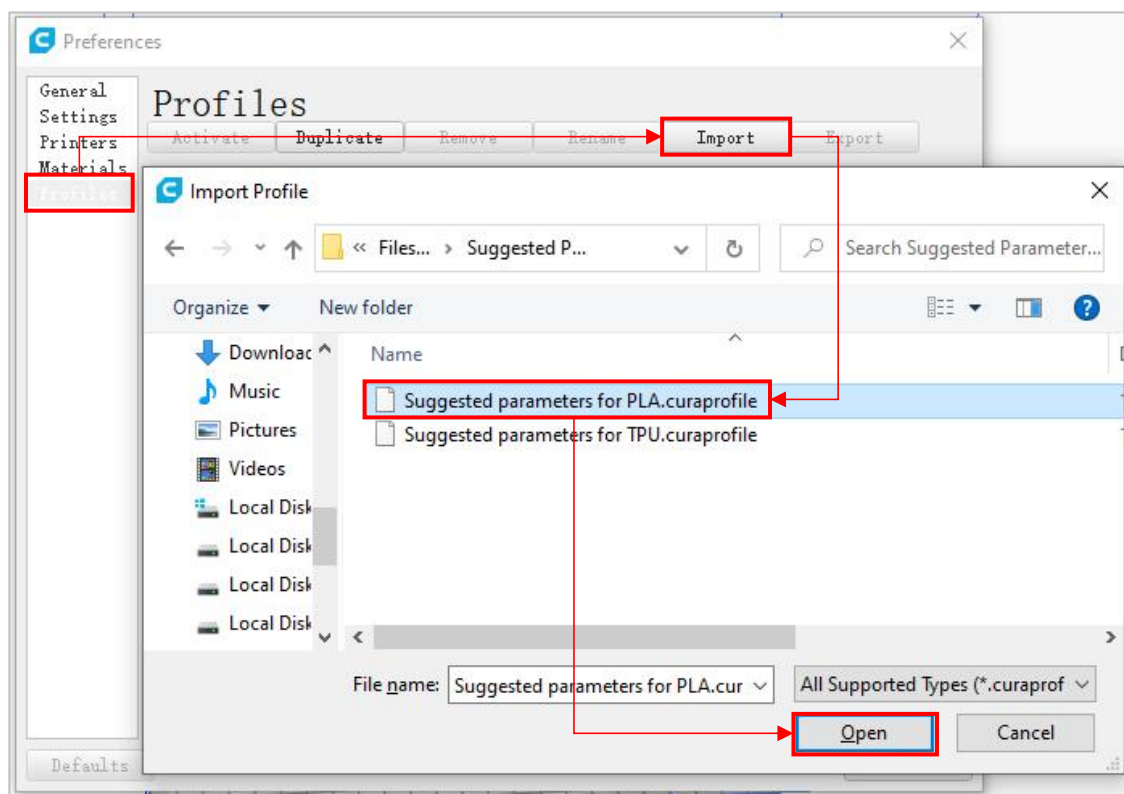 Preferences
General
Settings
Printers
Materials
Profiles
Profiles
Activate Duplicate Remove Rename Import Export
Import Profile
« Files... › Suggested P...
Search Suggested Parameter...
Organize New folder
Name
Downloac
Music
Pictures
Videos
Local Disk
Local Disk
Local Disk
Local Disk
Suggested parameters for PLA.curaprofile
Suggested parameters for TPU.curaprofile
File name: Suggested parameters for PLA.cur
All Supported Types (*.curaprof
Open Cancel
Defaults